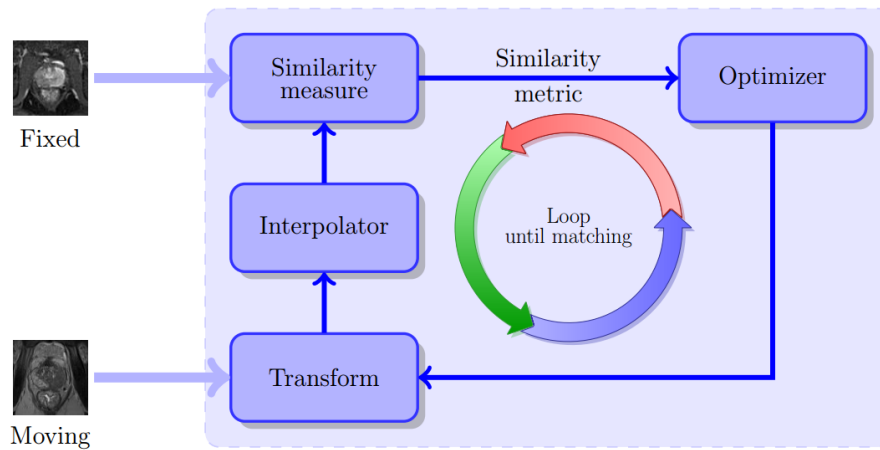 Fixed
Similarity
measure
Similarity
metric
Optimizer
Interpolator
Loop
until matching
Moving
Transform